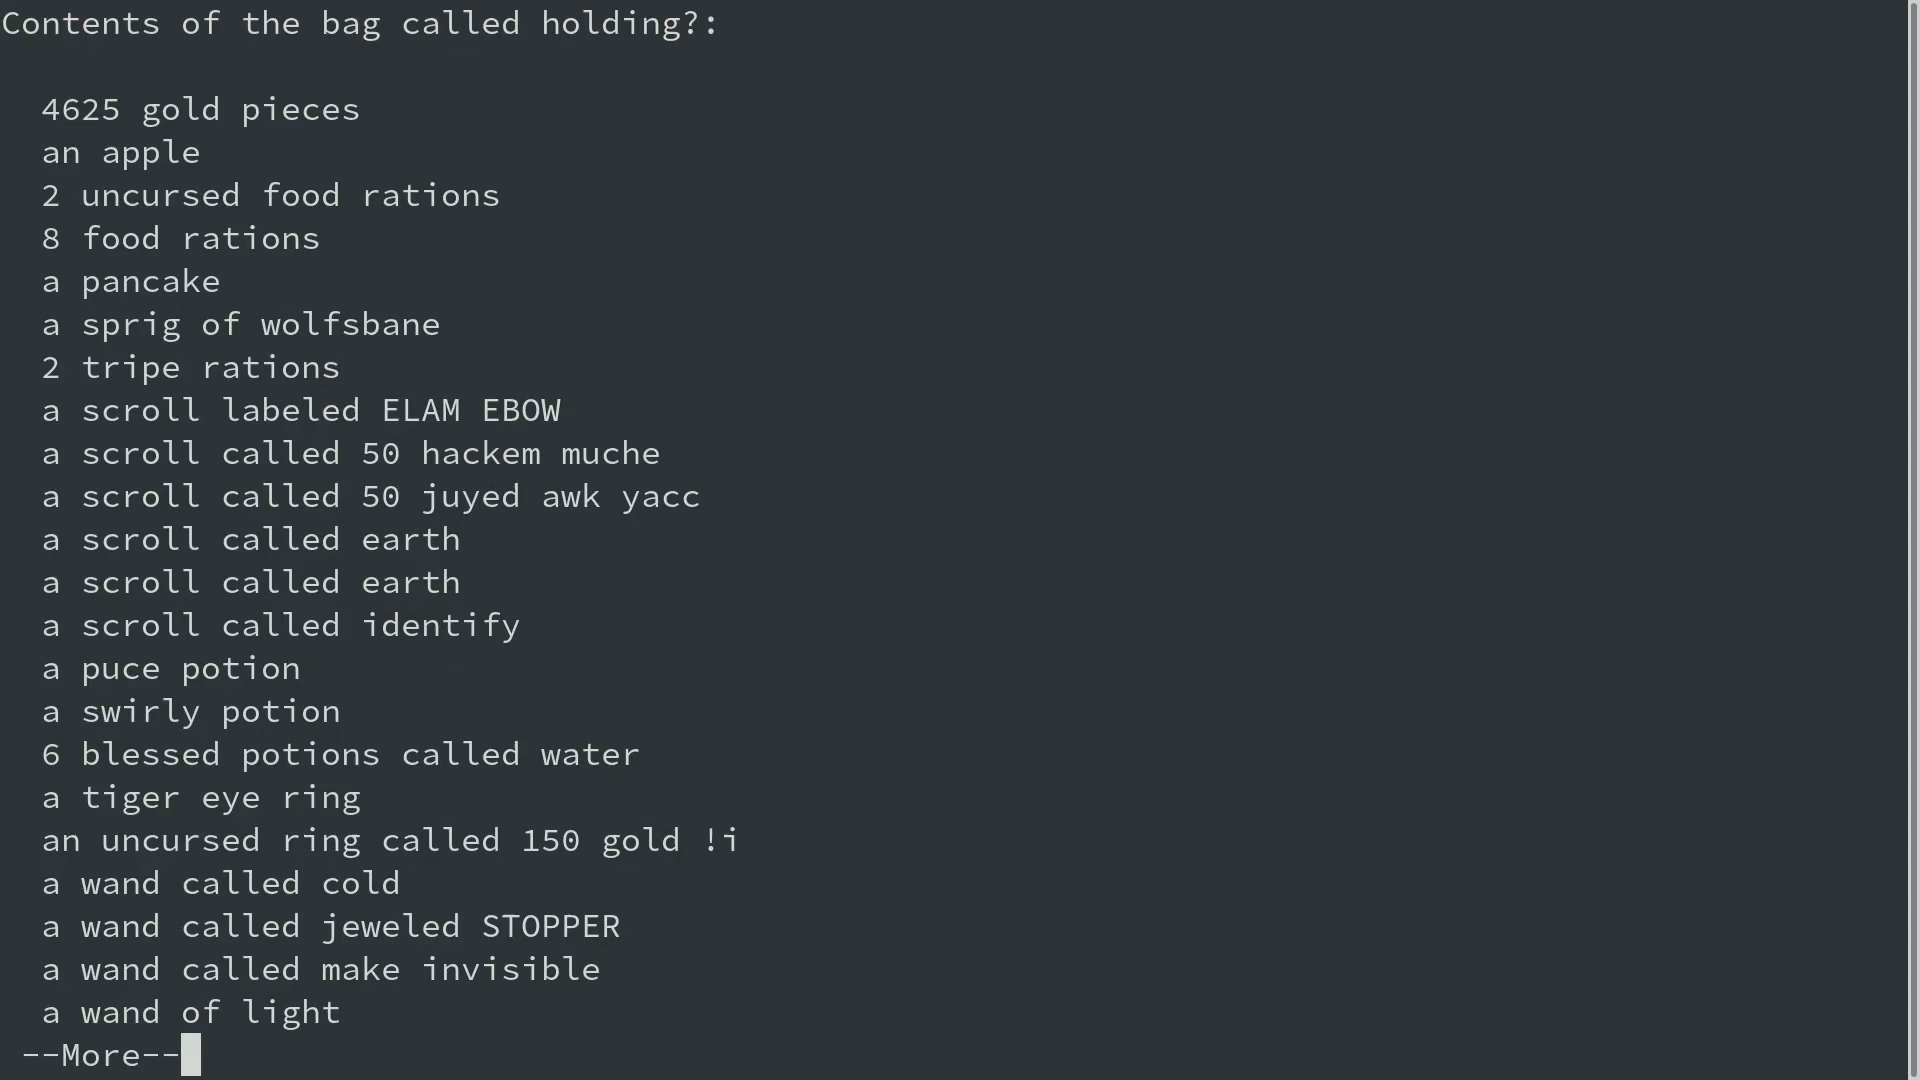 Contents of the bag called holding?:
4625 gold pieces
an apple
2 uncursed food rations
8 food rations
a pancake
a sprig of wolfsbane
2 tripe rations
a scroll labeled ELAM EBOW
a scroll called 50 hackem muche
a scroll called 50 juyed awk yacc
a scroll called earth
a scroll called earth
a scroll called identify
a puce potion
a swirly potion
6 blessed potions called water
a tiger eye ring
an uncursed ring called 150 gold !i
a wand called cold
a wand called jeweled STOPPER
a wand called make invisible
a wand of light
--More--